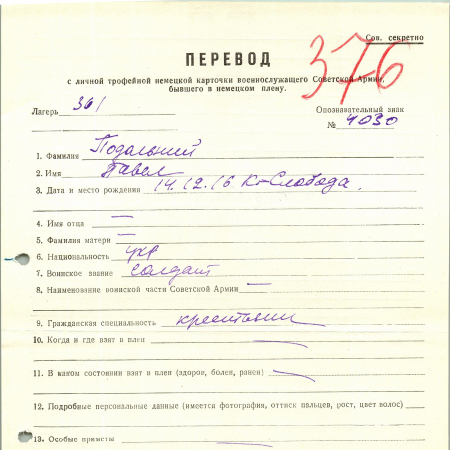 Сов. секретно
376
ПЕРЕВОД
с личной трофейной немецкой карточки военнослужащего Советской Армии,
бывшего в немецком плену.
Лагерь 361
Опознавательный знак
№ 4030
1. Фамилия Подольский
2. Имя Павел
3. Дата и место рождения 14.12.16 К-Слобода.
4. Имя отца —
5. Фамилия матери —
6. Национальность укр
7. Воинское звание солдат
8. Наименование воинской части Советской Армии —
9. Гражданская специальность крестьянин
10. Когда и где взят в плен —
11. В каком состоянии взят в плен (здоров, болен, ранен) —
12. Подробные персональные данные (имеется фотография, оттиск пальцев, рост, цвет волос)
13. Особые приметы —